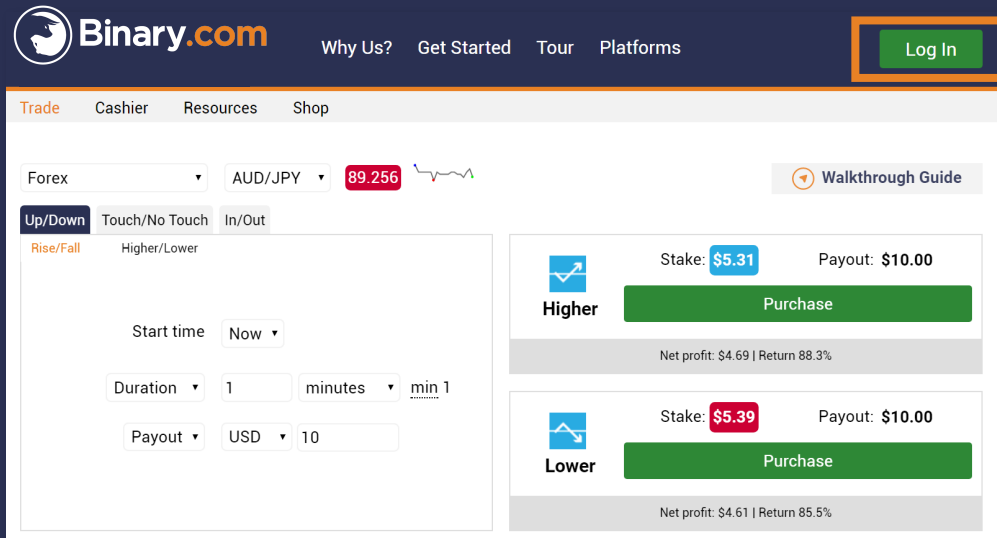 Binary.com
Why Us? Get Started Tour Platforms
Log In
Trade Cashier Resources Shop
Forex ▾ AUD/JPY ▾ 89.256
Walkthrough Guide
Up/Down Touch/No Touch In/Out
Rise/Fall Higher/Lower
Start time Now ▾
Duration ▾ 1 minutes ▾ min 1
Payout ▾ USD ▾ 10
Higher
Stake: $5.31 Payout: $10.00
Purchase
Net profit: $4.69 | Return 88.3%
Lower
Stake: $5.39 Payout: $10.00
Purchase
Net profit: $4.61 | Return 85.5%